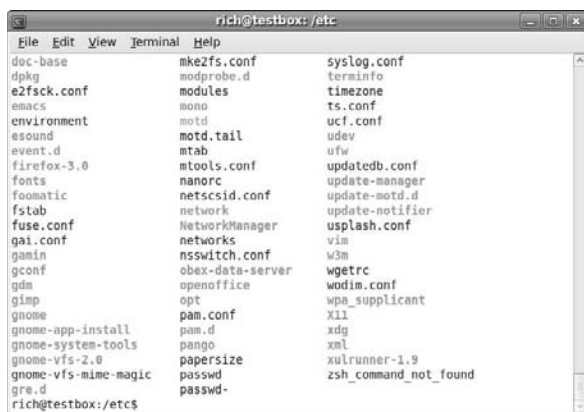 rich@testbox: /etc
File Edit View Terminal Help
doc-base mke2fs.conf syslog.conf
dpkg modprobe.d terminfo
e2fsck.conf modules timezone
emacs mono ts.conf
environment motd ucf.conf
esound motd.tail udev
event.d mtab ufw
firefox-3.0 mtools.conf updatedb.conf
fonts nanorc update-manager
foomatic netscsid.conf update-motd.d
fstab network update-notifier
fuse.conf NetworkManager usplash.conf
gai.conf networks vim
gamin nsswitch.conf w3m
gconf obex-data-server wgetrc
gdm openoffice wodim.conf
gimp opt wpa_supplicant
gnome pam.conf X11
gnome-app-install pam.d xdg
gnome-system-tools pango xml
gnome-vfs-2.0 papersize xulrunner-1.9
gnome-vfs-mime-magic passwd zsh_command_not_found
gre.d passwd-
rich@testbox:/etc$